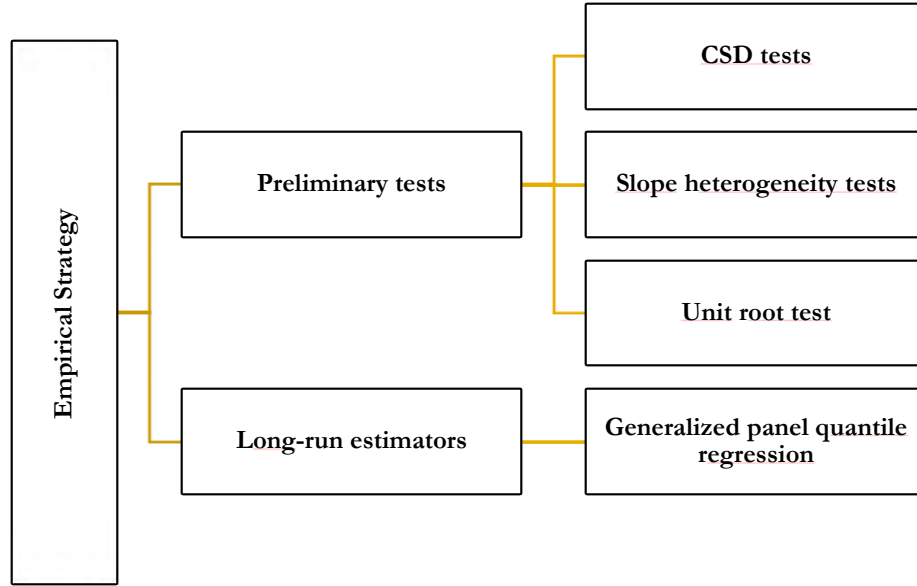 Empirical Strategy
Preliminary tests
CSD tests
Slope heterogeneity tests
Unit root test
Long-run estimators
Generalized panel quantile
regression